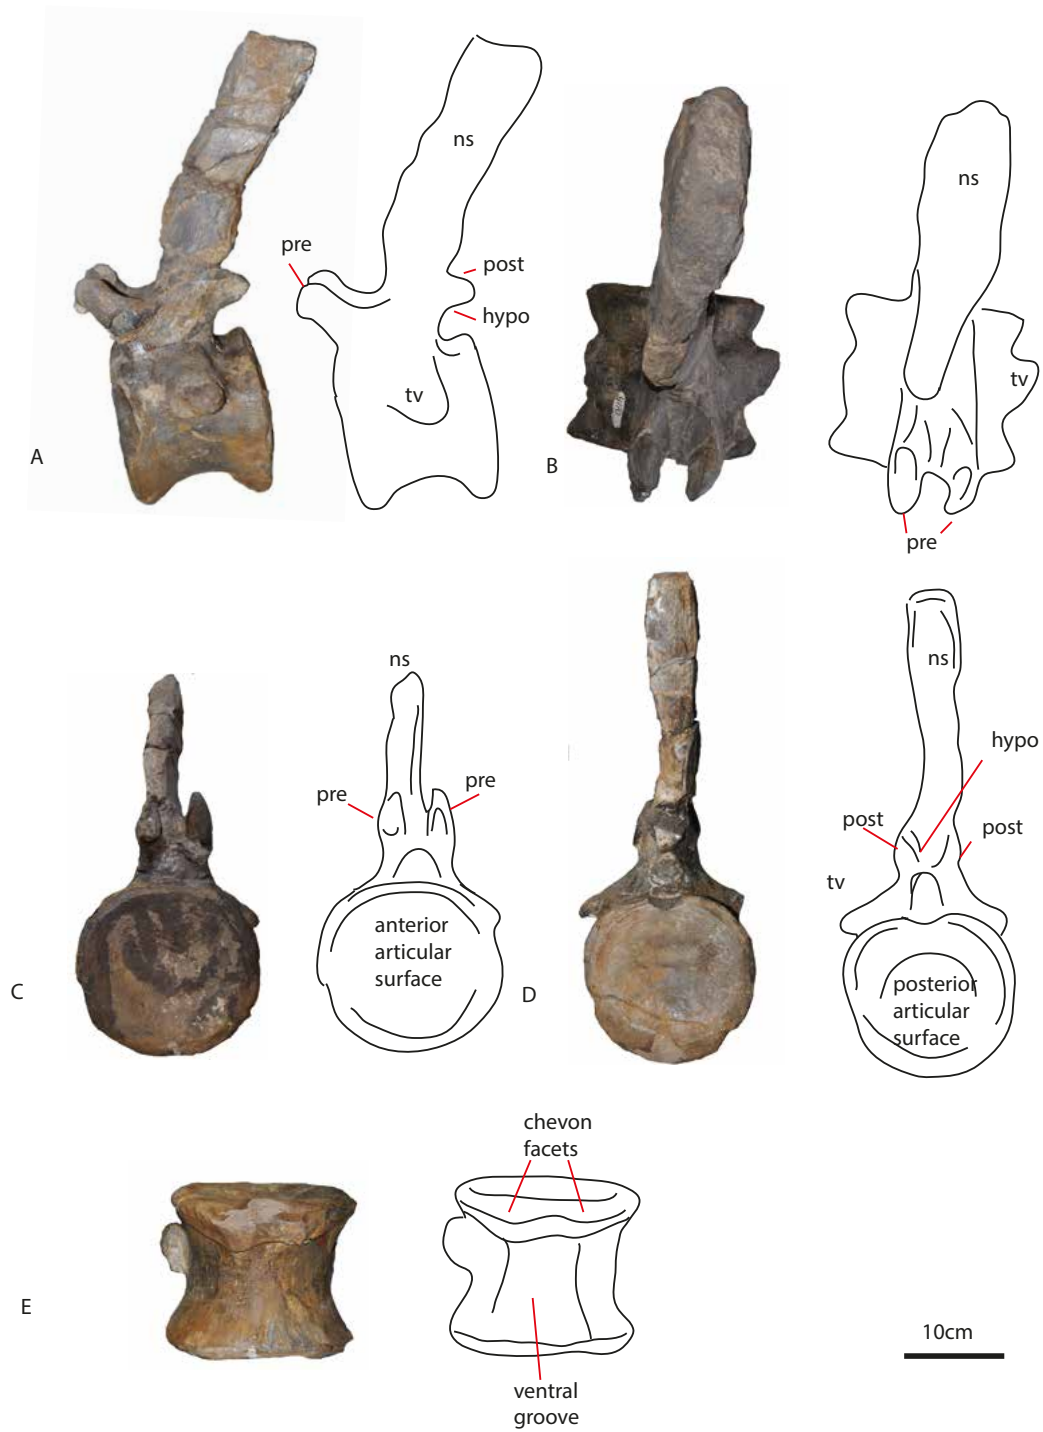 ns
pre
post
hypo
tv
A
ns
tv
B
pre
ns
pre
pre
anterior
articular
surface
C
ns
hypo
post
post
tv
posterior
articular
surface
D
chevon
facets
E
ventral
groove
10cm